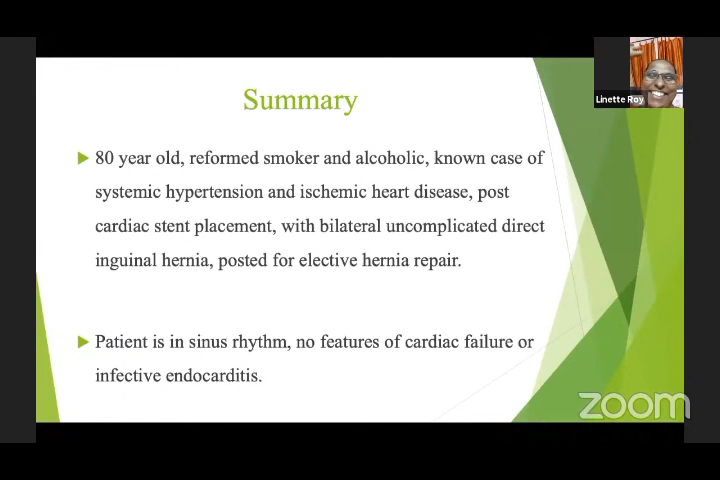 Summary
Linette Roy
80 year old, reformed smoker and alcoholic, known case of
systemic hypertension and ischemic heart disease, post
cardiac stent placement, with bilateral uncomplicated direct
inguinal hernia, posted for elective hernia repair.
Patient is in sinus rhythm, no features of cardiac failure or
infective endocarditis.
zoom